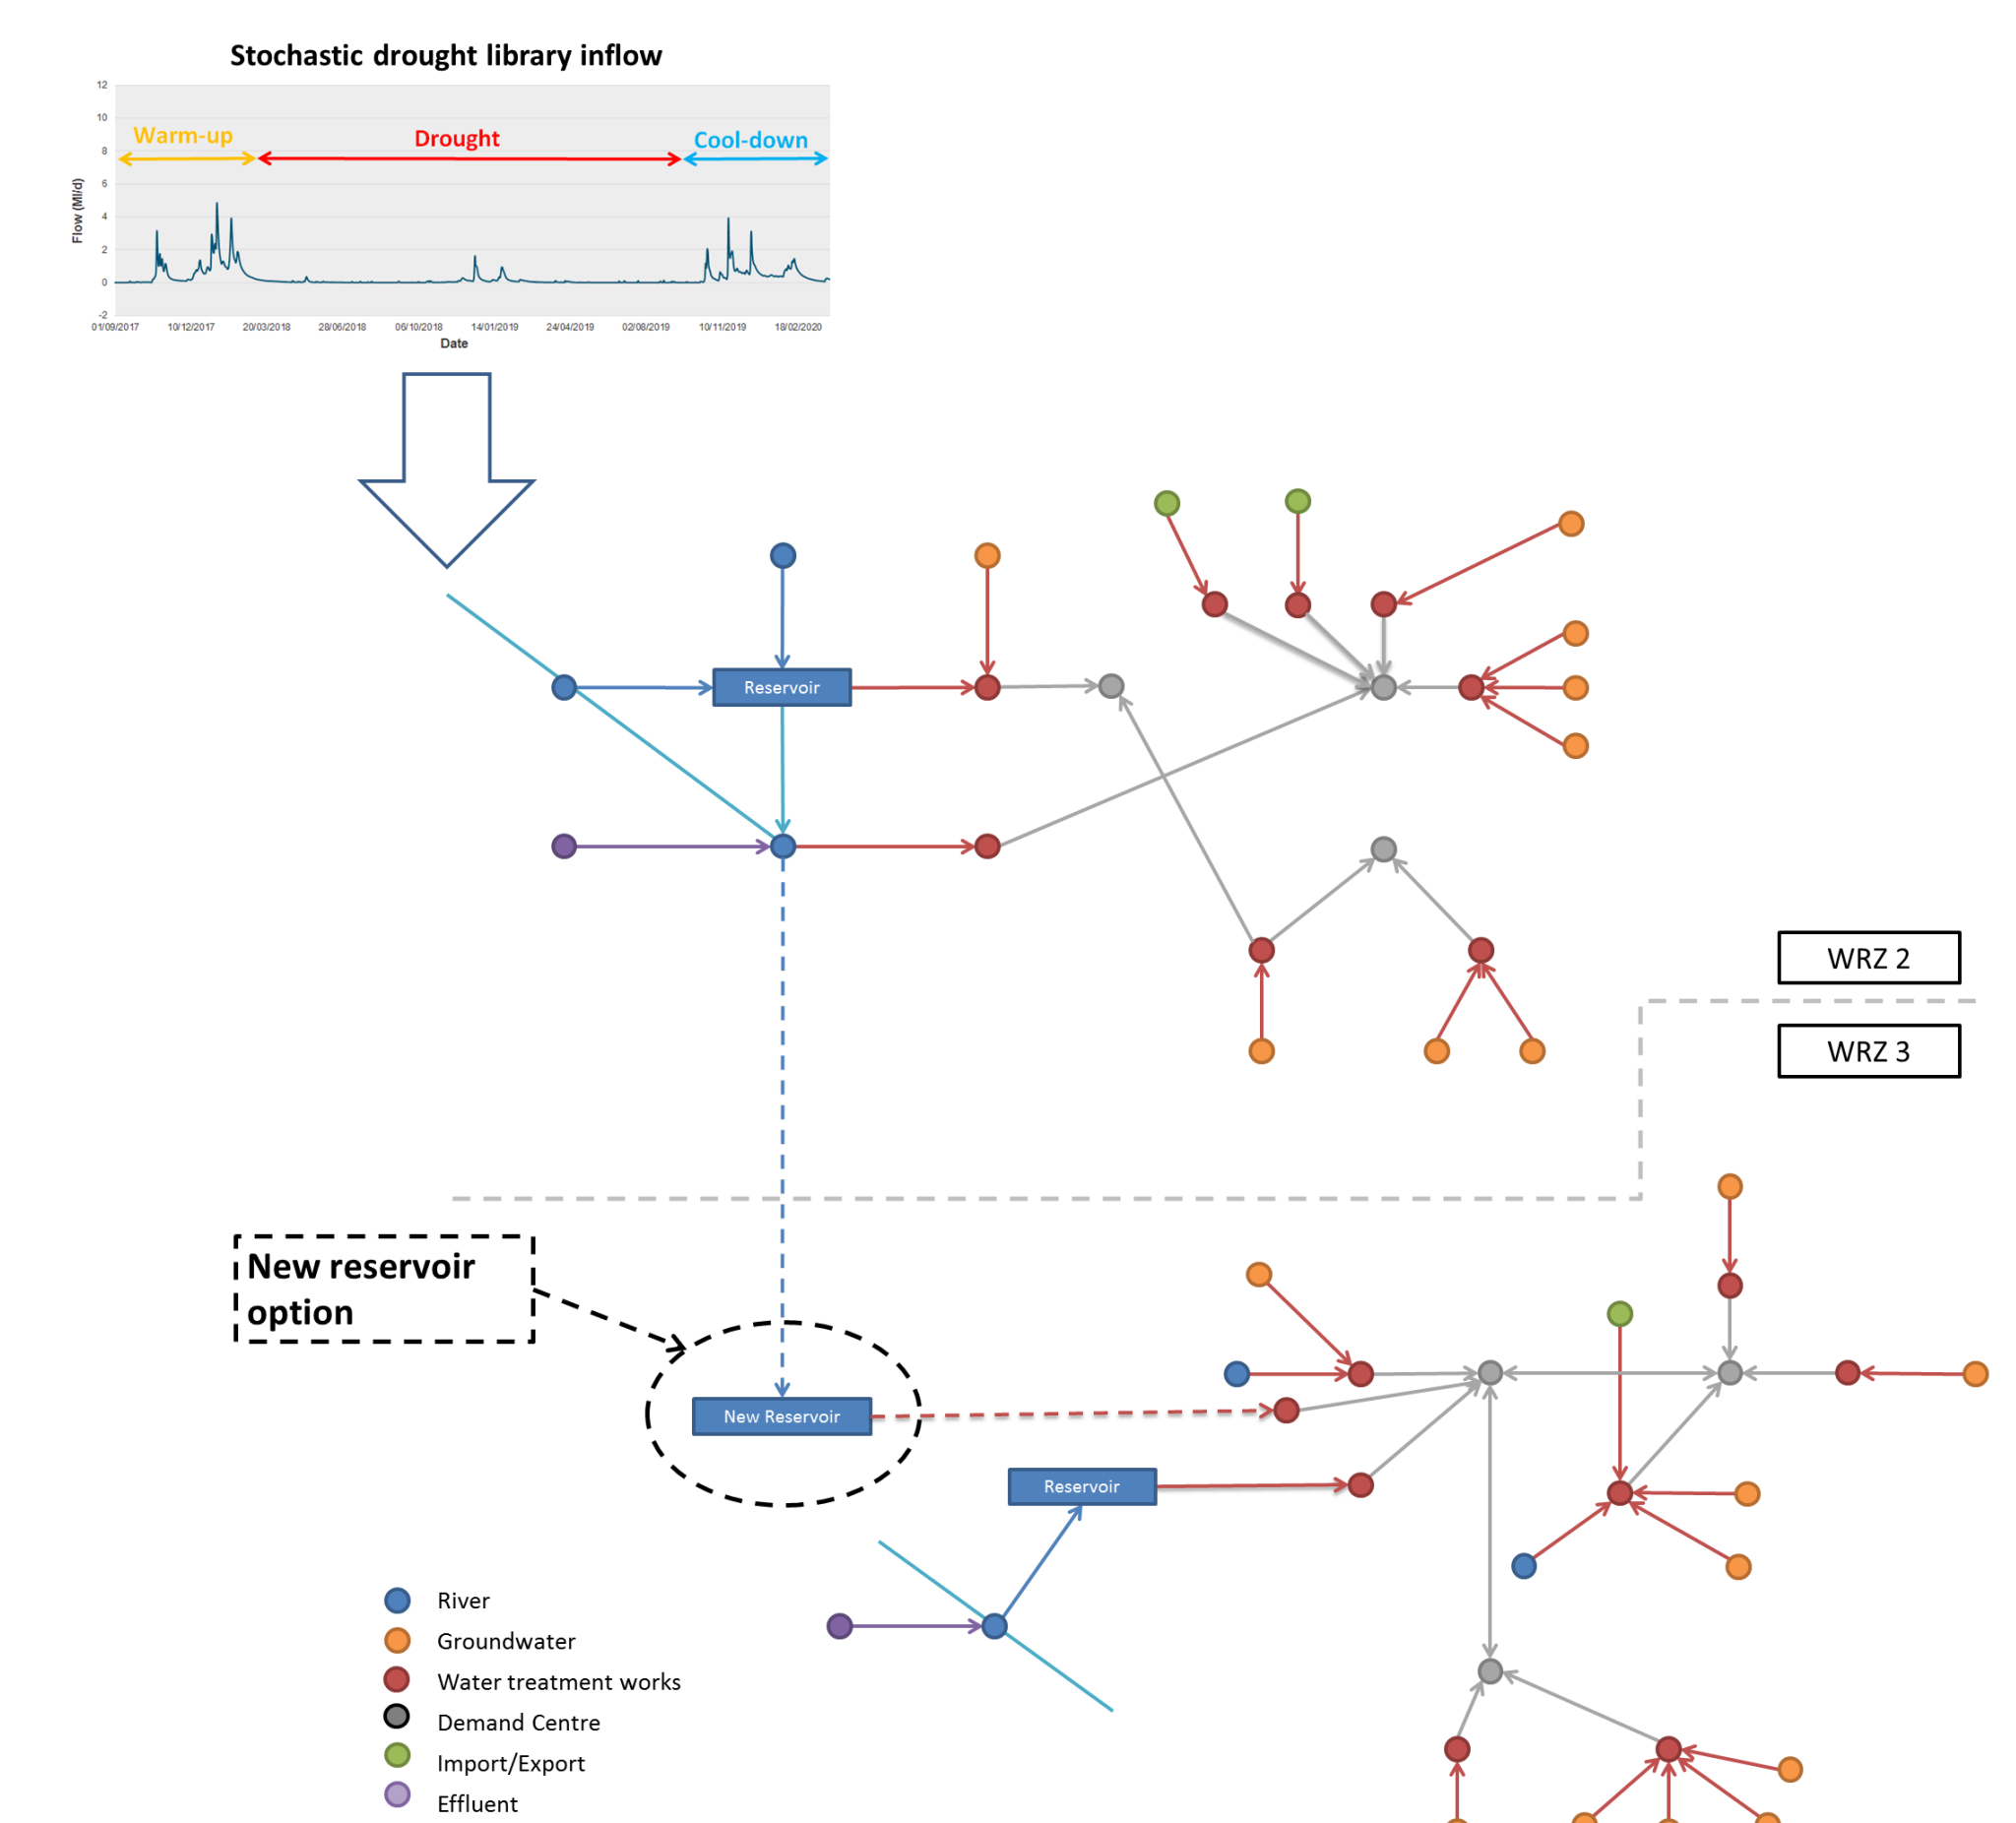 Stochastic drought library inflow
12
10
8
6
4
2
0
-2
Flow (Ml/d)
Warm-up
Drought
Cool-down
01/09/2017 10/12/2017 20/03/2018 28/06/2018 06/10/2018 14/01/2019 24/04/2019 02/08/2019 10/11/2019 18/02/2020
Date
Reservoir
WRZ 2
WRZ 3
New reservoir
option
New Reservoir
Reservoir
River
Groundwater
Water treatment works
Demand Centre
Import/Export
Effluent